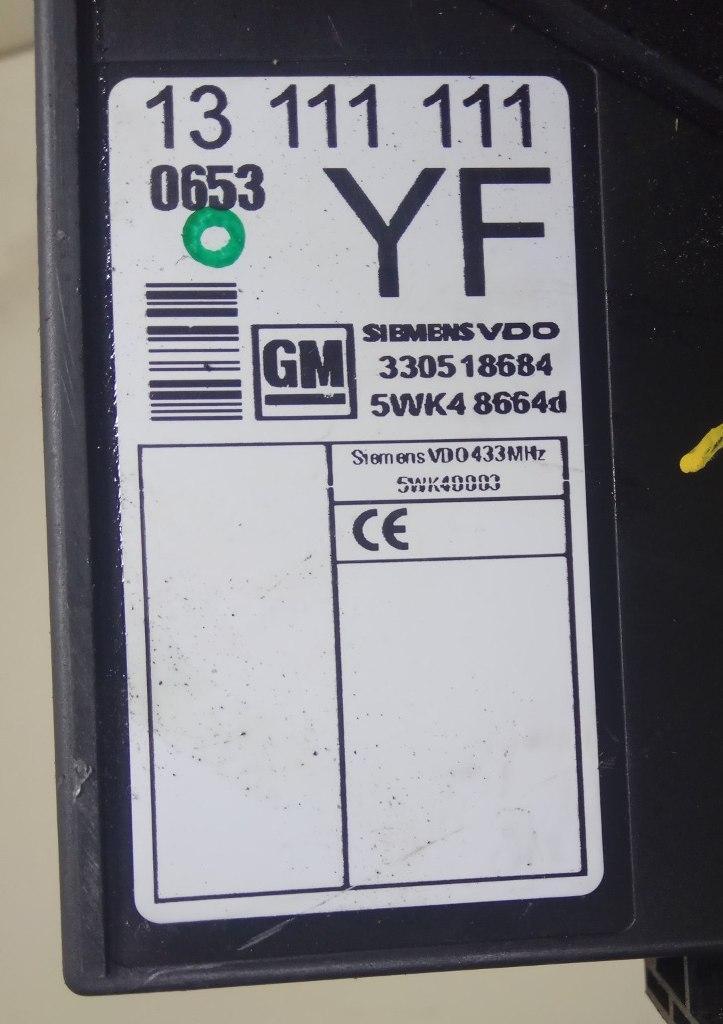 13 111 111
0653
YF
GM
SIEMENS VDO
330518684
5WK4 8664d
Siemens VDO 433MHz
5WK40003
CE